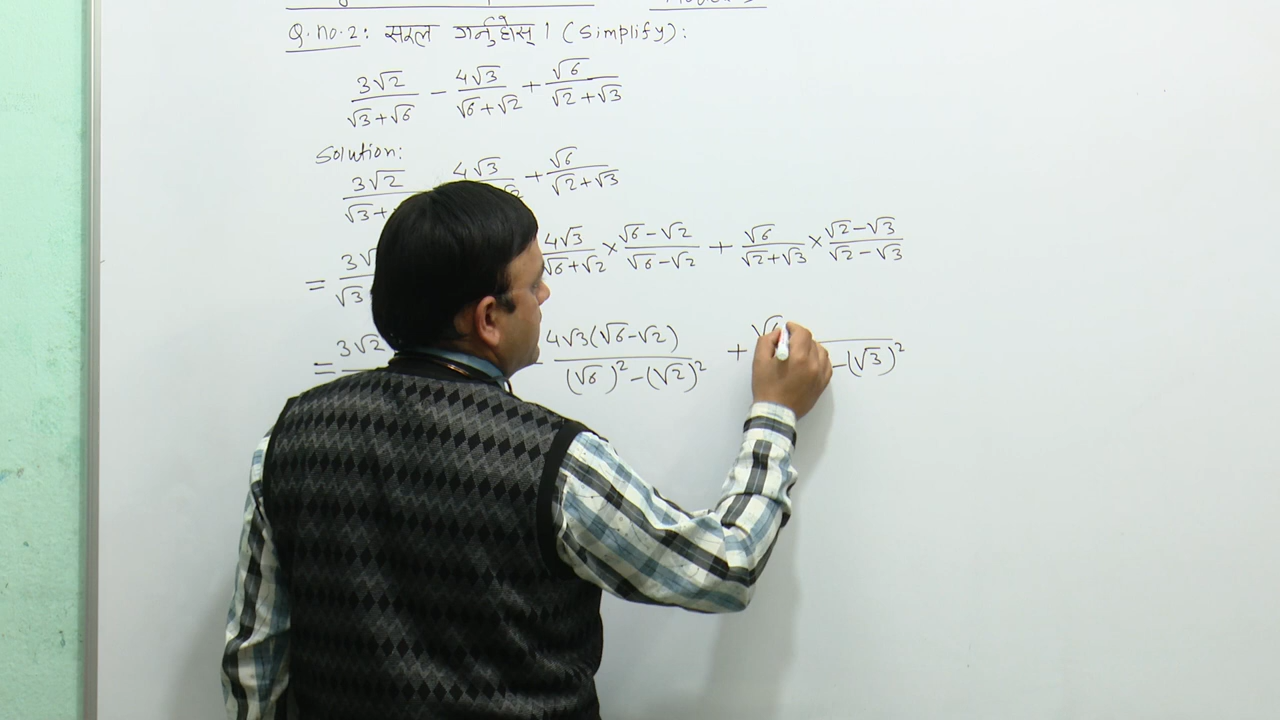 Q.no.2: सरल गर्नुहोस् । (Simplify):
3√2/(√3+√6) - 4√3/(√6+√2) + √6/(√2+√3)
Solution:
3√2/√3+ 4√3 + √6/(√2+√3)
= 3√ √3 4√3/(√6+√2) × (√6-√2)/(√6-√2) + √6/(√2+√3) × (√2-√3)/(√2-√3)
= 3√2 4√3(√6-√2)/((√6)²-(√2)²) + -(√3)²